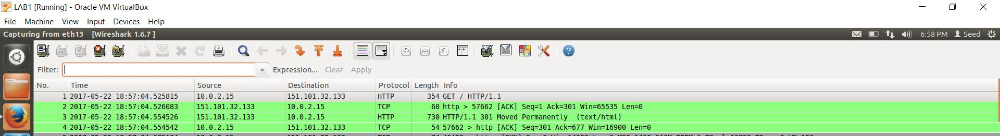 LAB1 [Running] - Oracle VM VirtualBox
File Machine View Input Devices Help
Capturing from eth13 [Wireshark 1.6.7 ] 6:58 PM Seed
Filter: Expression... Clear Apply
No. Time Source Destination Protocol Length Info
1 2017-05-22 18:57:04.525815 10.0.2.15 151.101.32.133 HTTP 354 GET / HTTP/1.1
2 2017-05-22 18:57:04.526083 151.101.32.133 10.0.2.15 TCP 60 http > 57662 [ACK] Seq=1 Ack=301 Win=65535 Len=0
3 2017-05-22 18:57:04.554526 151.101.32.133 10.0.2.15 HTTP 730 HTTP/1.1 301 Moved Permanently (text/html)
4 2017-05-22 18:57:04.554542 10.0.2.15 151.101.32.133 TCP 54 57662 > http [ACK] Seq=301 Ack=677 Win=16900 Len=0